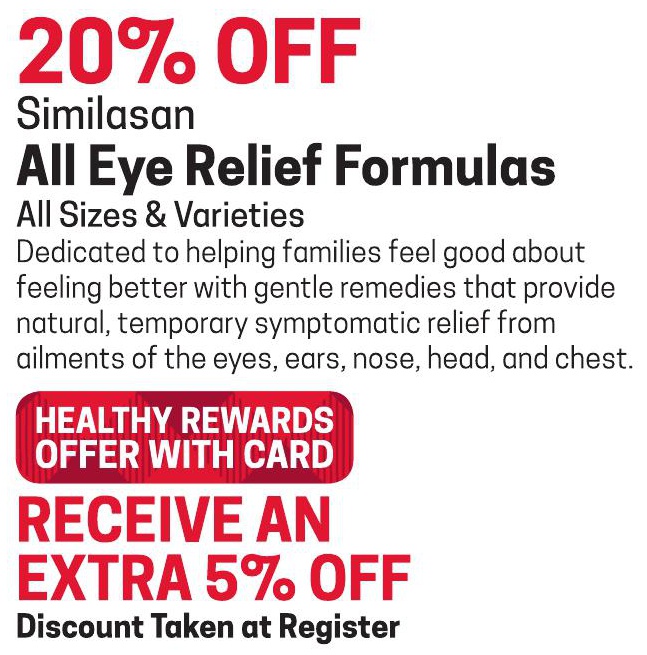 20% OFF
Similasan
All Eye Relief Formulas
All Sizes & Varieties
Dedicated to helping families feel good about
feeling better with gentle remedies that provide
natural, temporary symptomatic relief from
ailments of the eyes, ears, nose, head, and chest.
HEALTHY REWARDS
OFFER WITH CARD
RECEIVE AN
EXTRA 5% OFF
Discount Taken at Register